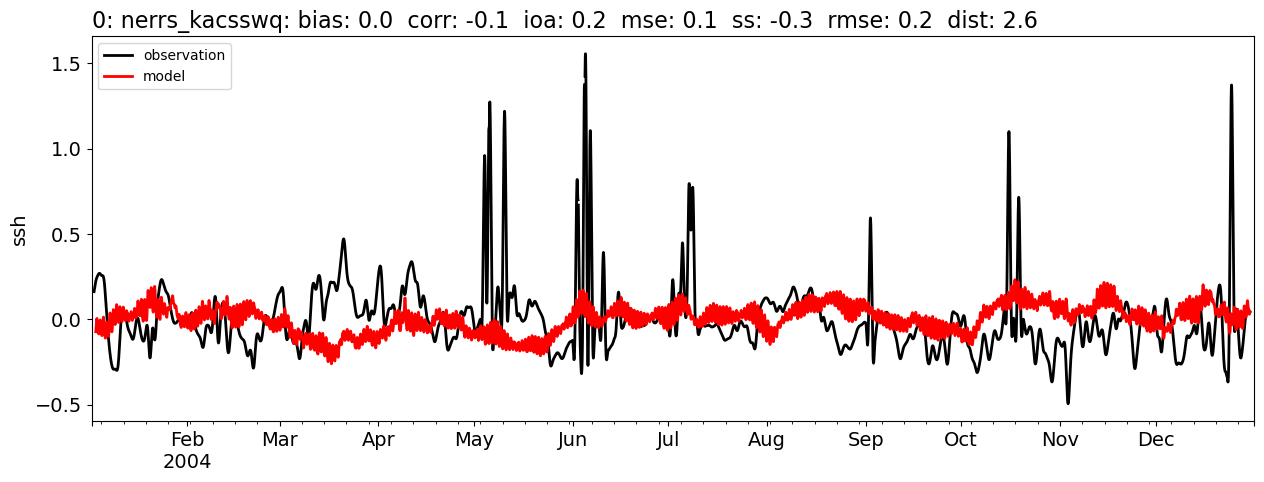 0: nerrs_kacsswq: bias: 0.0  corr: -0.1  ioa: 0.2  mse: 0.1  ss: -0.3  rmse: 0.2  dist: 2.6
observation
model
1.5
1.0
0.5
0.0
−0.5
ssh
Feb Mar Apr May Jun Jul Aug Sep Oct Nov Dec
2004